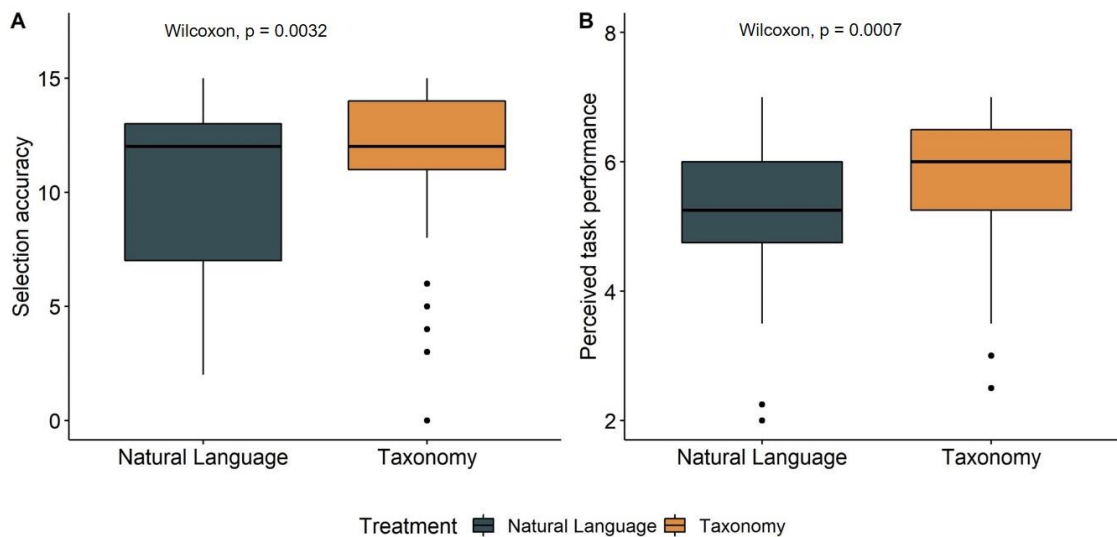 A
Wilcoxon, p = 0.0032
Selection accuracy
15
10
5
0
Natural Language
Taxonomy
B
Wilcoxon, p = 0.0007
Perceived task performance
8
6
4
2
Natural Language
Taxonomy
Treatment Natural Language Taxonomy